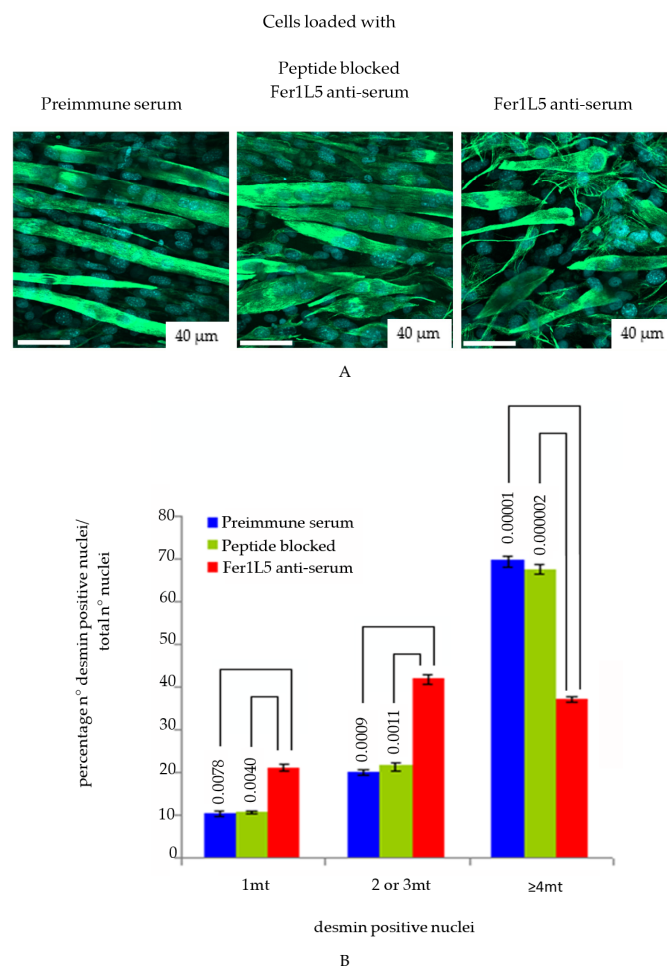 Cells loaded with
Preimmune serum
Peptide blocked
Fer1L5 anti-serum
Fer1L5 anti-serum
40 µm
40 µm
40 µm
A
percentage n° desmin positive nuclei/
total n° nuclei
80
70
60
50
40
30
20
10
0
Preimmune serum
Peptide blocked
Fer1L5 anti-serum
0.0078
0.0040
0.0009
0.0011
0.00001
0.000002
1mt
2 or 3mt
≥4mt
desmin positive nuclei
B